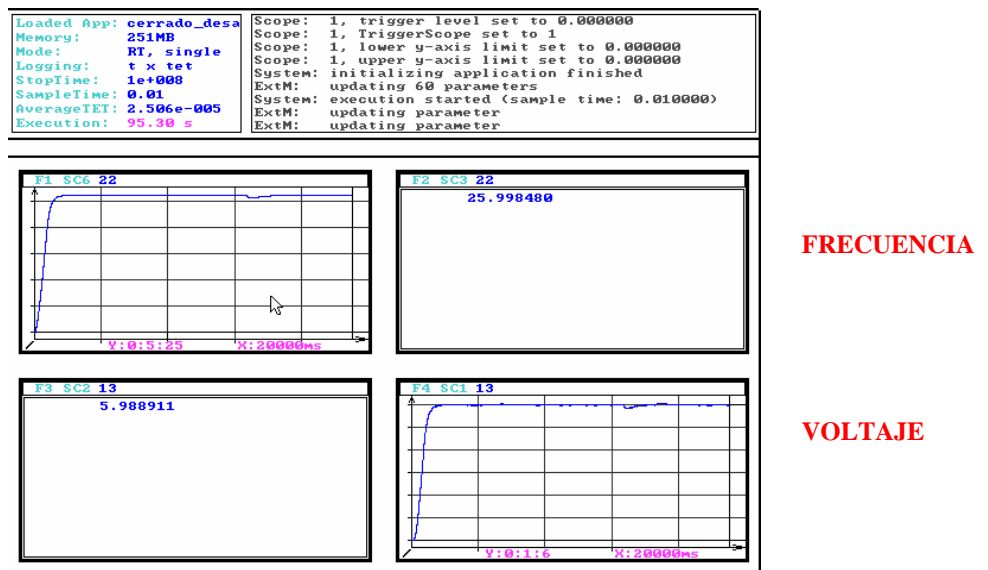 Loaded App: cerrado_desa
Memory: 251MB
Mode: RT, single
Logging: t x tet
StopTime: 1e+008
SampleTime: 0.01
AverageTET: 2.506e-005
Execution: 95.30 s
Scope: 1, trigger level set to 0.000000
Scope: 1, TriggerScope set to 1
Scope: 1, lower y-axis limit set to 0.000000
Scope: 1, upper y-axis limit set to 0.000000
System: initializing application finished
ExtM: updating 60 parameters
System: execution started (sample time: 0.010000)
ExtM: updating parameter
ExtM: updating parameter
F1 SC6 22
Y:0:5:25 X:20000ms
F2 SC3 22
25.998480
FRECUENCIA
F3 SC2 13
5.988911
F4 SC1 13
Y:0:1:6 X:20000ms
VOLTAJE